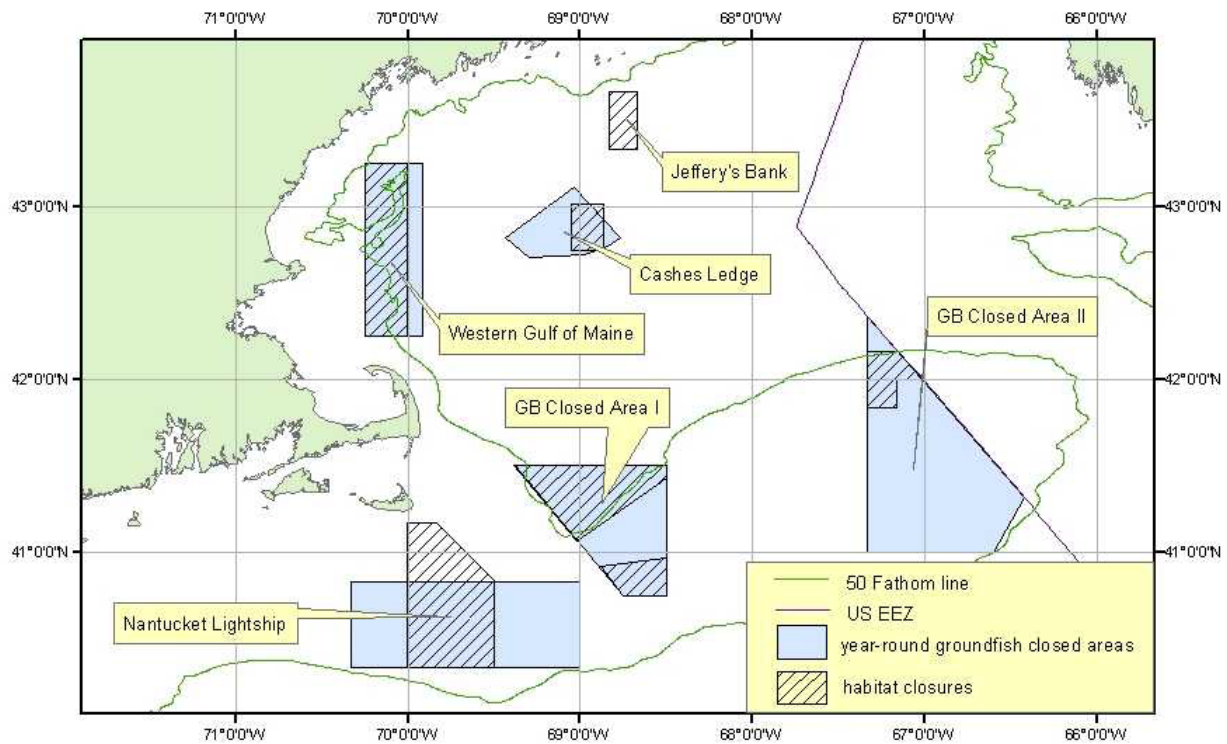 71°0'0"W 70°0'0"W 69°0'0"W 68°0'0"W 67°0'0"W 66°0'0"W
Jeffery's Bank
43°0'0"N 43°0'0"N
Cashes Ledge
GB Closed Area II
Western Gulf of Maine
42°0'0"N 42°0'0"N
GB Closed Area I
41°0'0"N 41°0'0"N
Nantucket Lightship
50 Fathom line
US EEZ
year-round groundfish closed areas
habitat closures
71°0'0"W 70°0'0"W 69°0'0"W 68°0'0"W 67°0'0"W 66°0'0"W